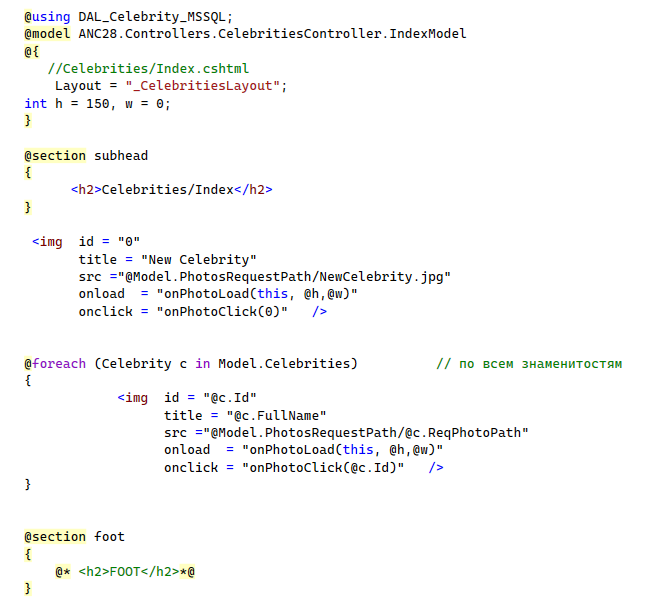 @using DAL_Celebrity_MSSQL;
@model ANC28.Controllers.CelebritiesController.IndexModel
@{
//Celebrities/Index.cshtml
Layout = "_CelebritiesLayout";
int h = 150, w = 0;
}
@section subhead
{
<h2>Celebrities/Index</h2>
}
<img id = "0"
title = "New Celebrity"
src ="@Model.PhotosRequestPath/NewCelebrity.jpg"
onload = "onPhotoLoad(this, @h,@w)"
onclick = "onPhotoClick(0)" />
@foreach (Celebrity c in Model.Celebrities) // по всем знаменитостям
{
<img id = "@c.Id"
title = "@c.FullName"
src ="@Model.PhotosRequestPath/@c.ReqPhotoPath"
onload = "onPhotoLoad(this, @h,@w)"
onclick = "onPhotoClick(@c.Id)" />
}
@section foot
{
@* <h2>FOOT</h2>*@
}